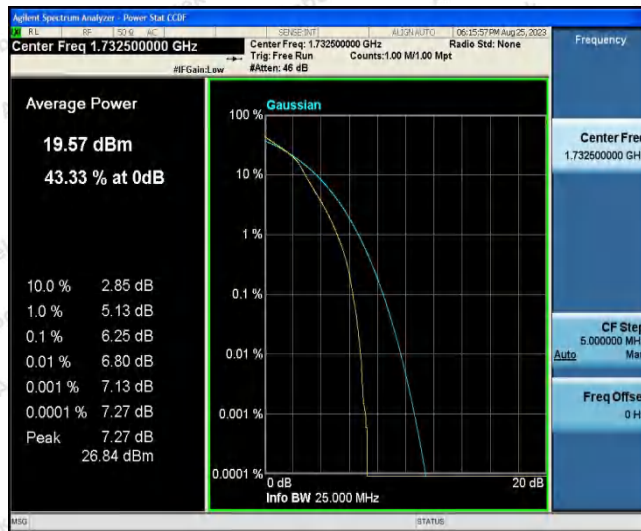 Agilent Spectrum Analyzer - Power Stat CCDF
RL RF 50 Ω AC SENSE:INT ALIGN AUTO 06:15:57 PM Aug 25, 2023
Center Freq 1.732500000 GHz
Center Freq: 1.732500000 GHz Radio Std: None
Trig: Free Run Counts:1.00 M/1.00 Mpt
#IFGain:Low #Atten: 46 dB
Frequency
Average Power
19.57 dBm
43.33 % at 0dB
10.0 % 2.85 dB
1.0 % 5.13 dB
0.1 % 6.25 dB
0.01 % 6.80 dB
0.001 % 7.13 dB
0.0001 % 7.27 dB
Peak 7.27 dB
26.84 dBm
Gaussian
100 %
10 %
1 %
0.1 %
0.01 %
0.001 %
0.0001 %
0 dB 20 dB
Info BW 25.000 MHz
Center Fre
1.732500000 GH
CF Ste
5.000000 MH
Auto Ma
Freq Offse
0 H
MSG STATUS